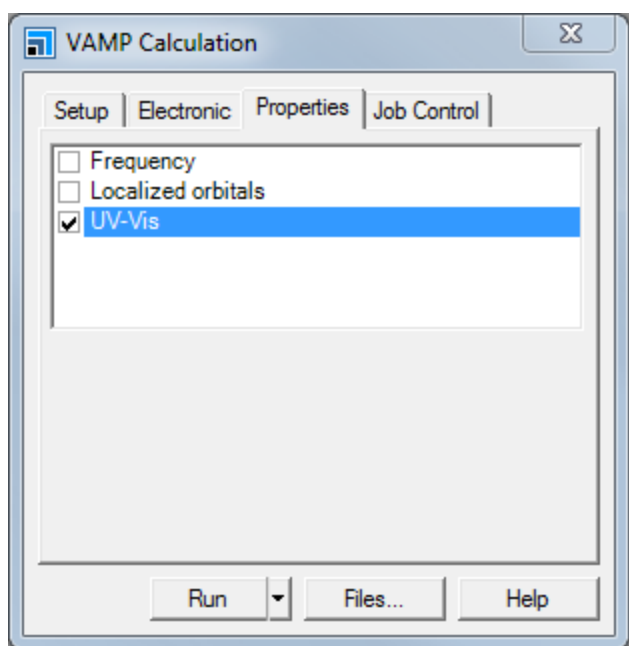 VAMP Calculation
Setup Electronic Properties Job Control
Frequency
Localized orbitals
UV-Vis
Run Files... Help